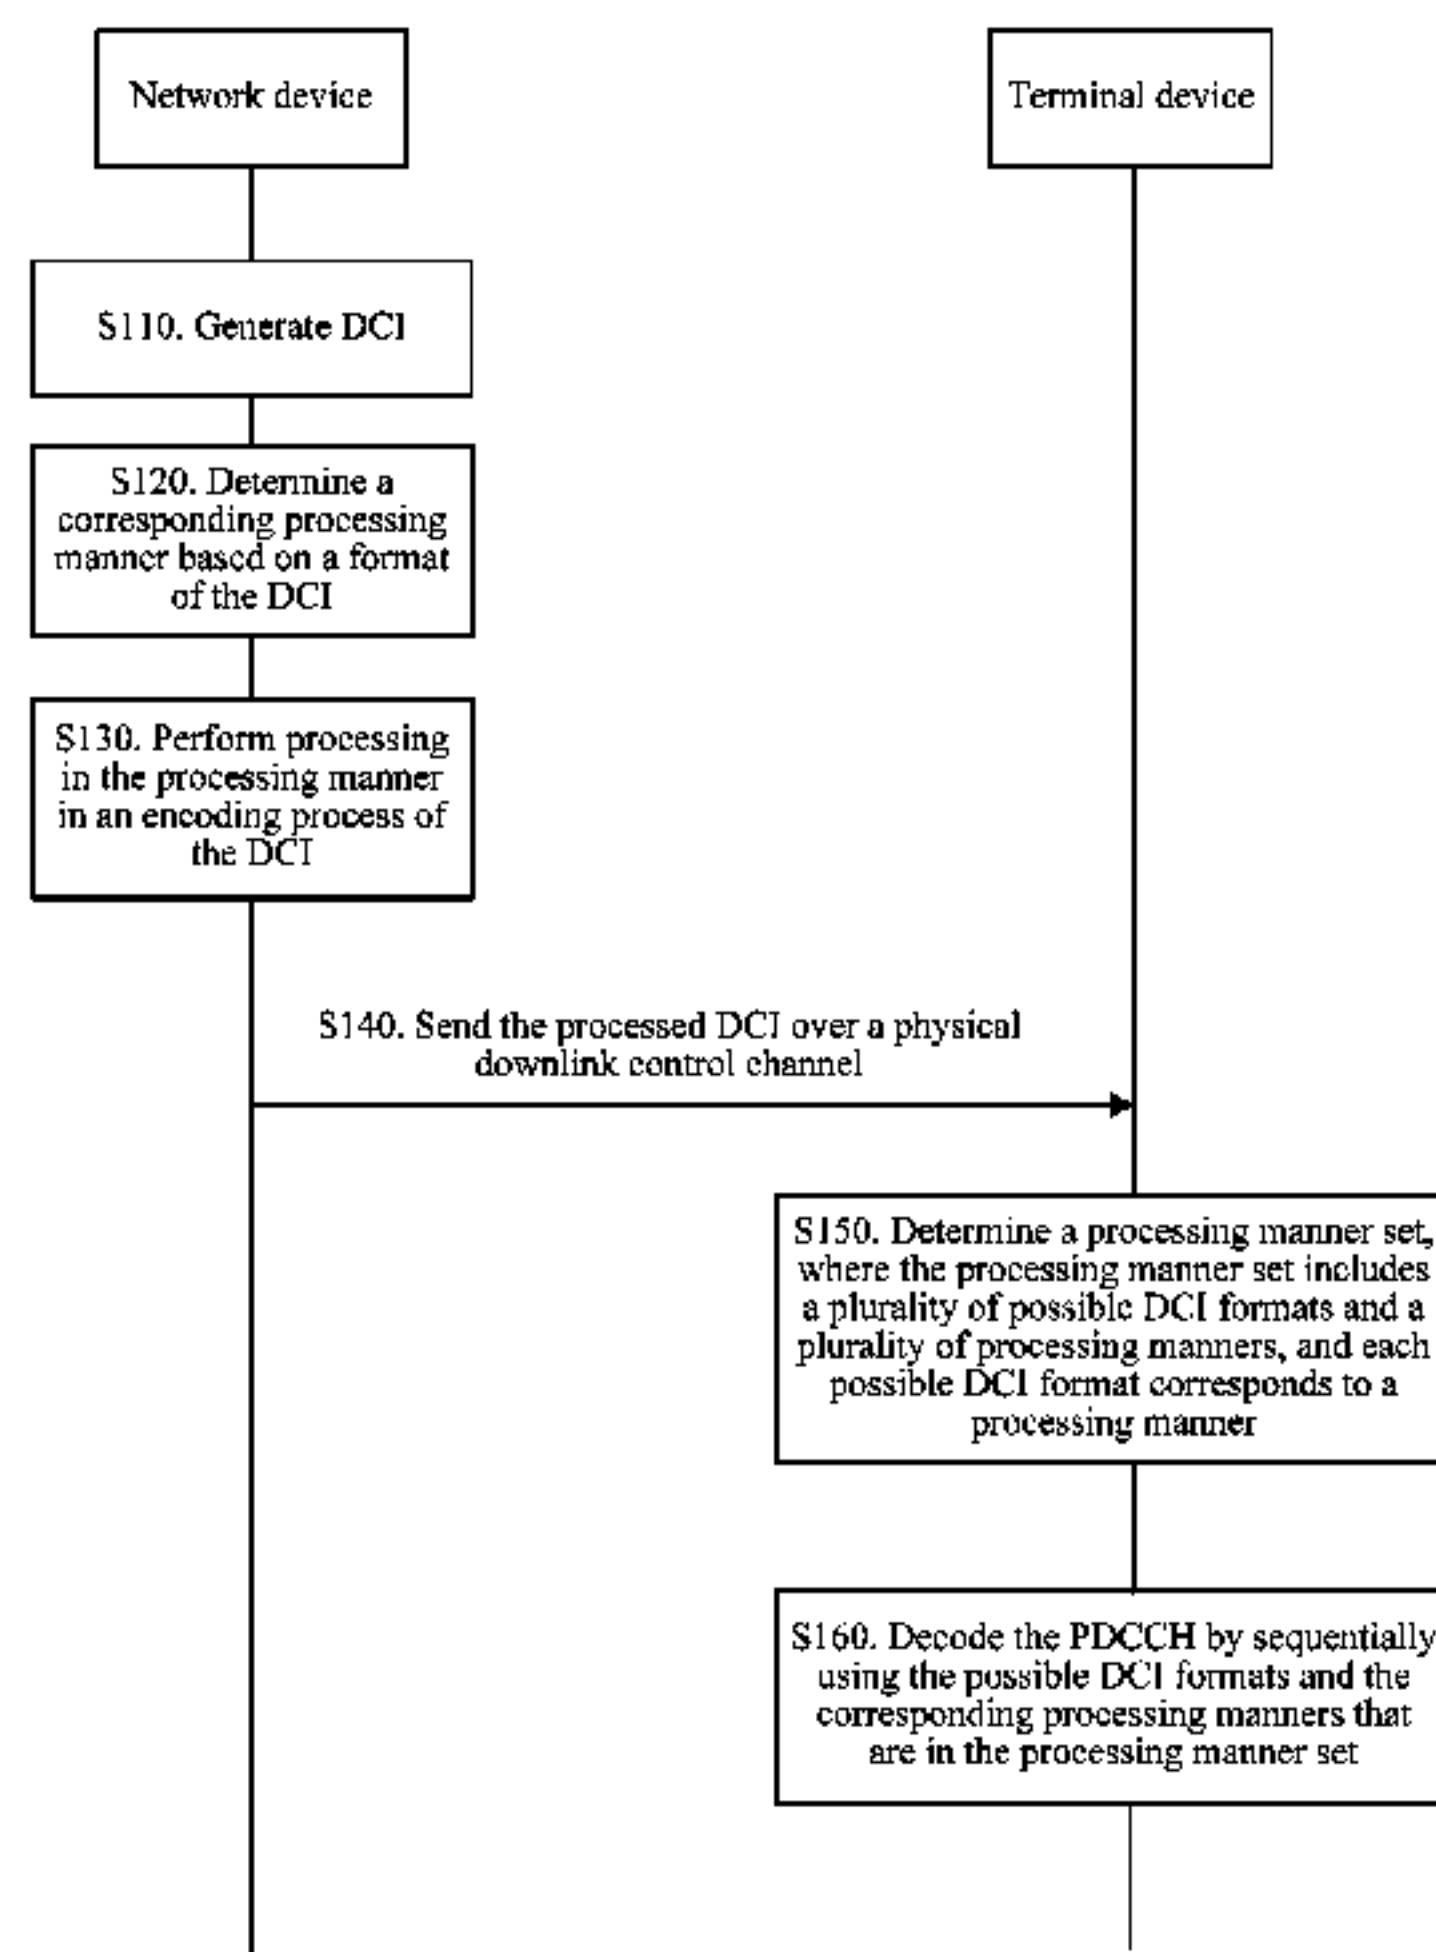 Network device
Terminal device
S110. Generate DCI
S120. Determine a
corresponding processing
manner based on a format
of the DCI
S130. Perform processing
in the processing manner
in an encoding process of
the DCI
S140. Send the processed DCI over a physical
downlink control channel
S150. Determine a processing manner set,
where the processing manner set includes
a plurality of possible DCI formats and a
plurality of processing manners, and each
possible DCI format corresponds to a
processing manner
S160. Decode the PDCCH by sequentially
using the possible DCI formats and the
corresponding processing manners that
are in the processing manner set